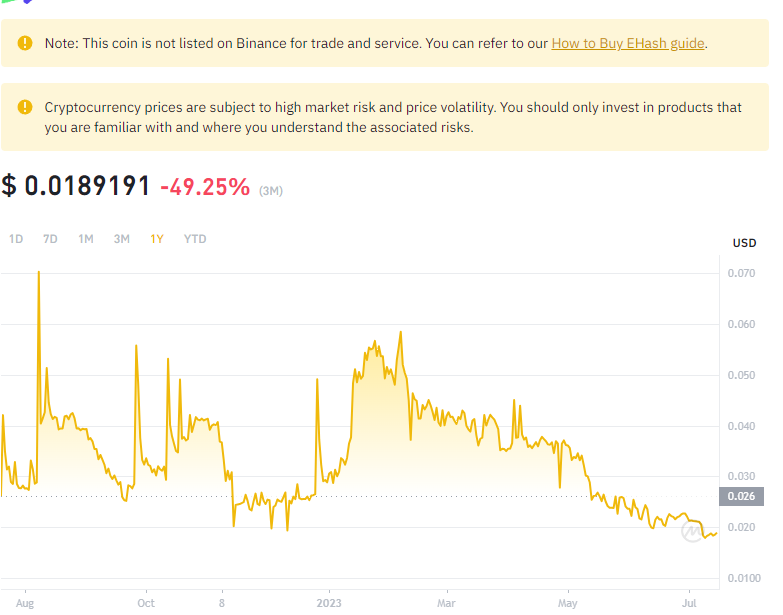 Note: This coin is not listed on Binance for trade and service. You can refer to our How to Buy EHash guide.
Cryptocurrency prices are subject to high market risk and price volatility. You should only invest in products that
you are familiar with and where you understand the associated risks.
$ 0.0189191 -49.25% (3M)
1D 7D 1M 3M 1Y YTD
USD
0.070
0.060
0.050
0.040
0.030
0.026
0.020
0.0100
Aug Oct 8 2023 Mar May Jul